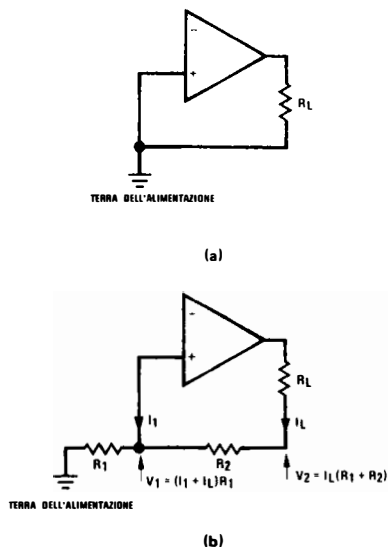 -
+
RL
TERRA DELL'ALIMENTAZIONE
(a)
-
+
RL
I1
IL
R1
R2
V1 = (I1 + IL)R1
V2 = IL(R1 + R2)
TERRA DELL'ALIMENTAZIONE
(b)